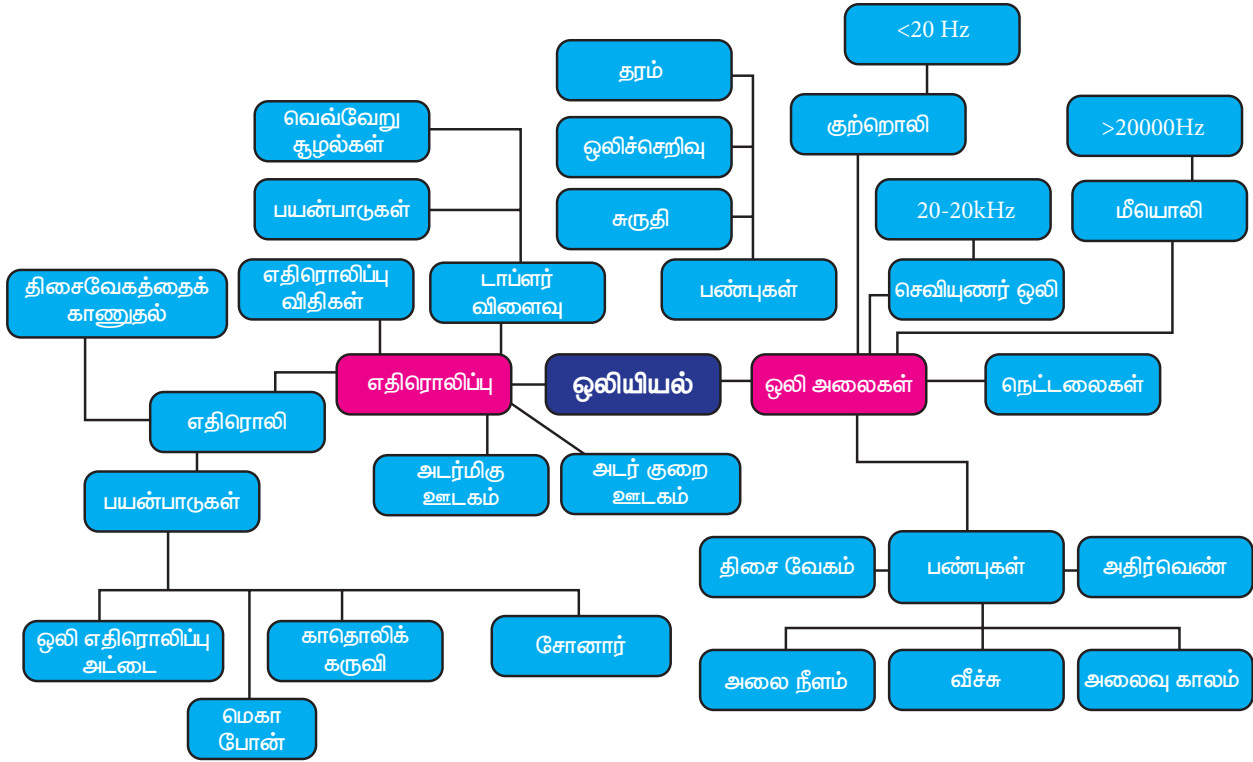 <20 Hz
தரம்
வெவ்வேறு
சூழல்கள்
குற்றொலி
>20000Hz
ஒலிச்செறிவு
பயன்பாடுகள்
சுருதி
20-20kHz
மீயொலி
திசைவேகத்தைக்
காணுதல்
எதிரொலிப்பு
விதிகள்
டாப்ளர்
விளைவு
பண்புகள்
செவியுணர் ஒலி
எதிரொலிப்பு
ஒலியியல்
ஒலி அலைகள்
நெட்டலைகள்
எதிரொலி
அடர்மிகு
ஊடகம்
அடர் குறை
ஊடகம்
பயன்பாடுகள்
திசை வேகம்
பண்புகள்
அதிர்வெண்
ஒலி எதிரொலிப்பு
அட்டை
காதொலிக்
கருவி
சோனார்
அலை நீளம்
வீச்சு
அலைவு காலம்
மெகா
போன்